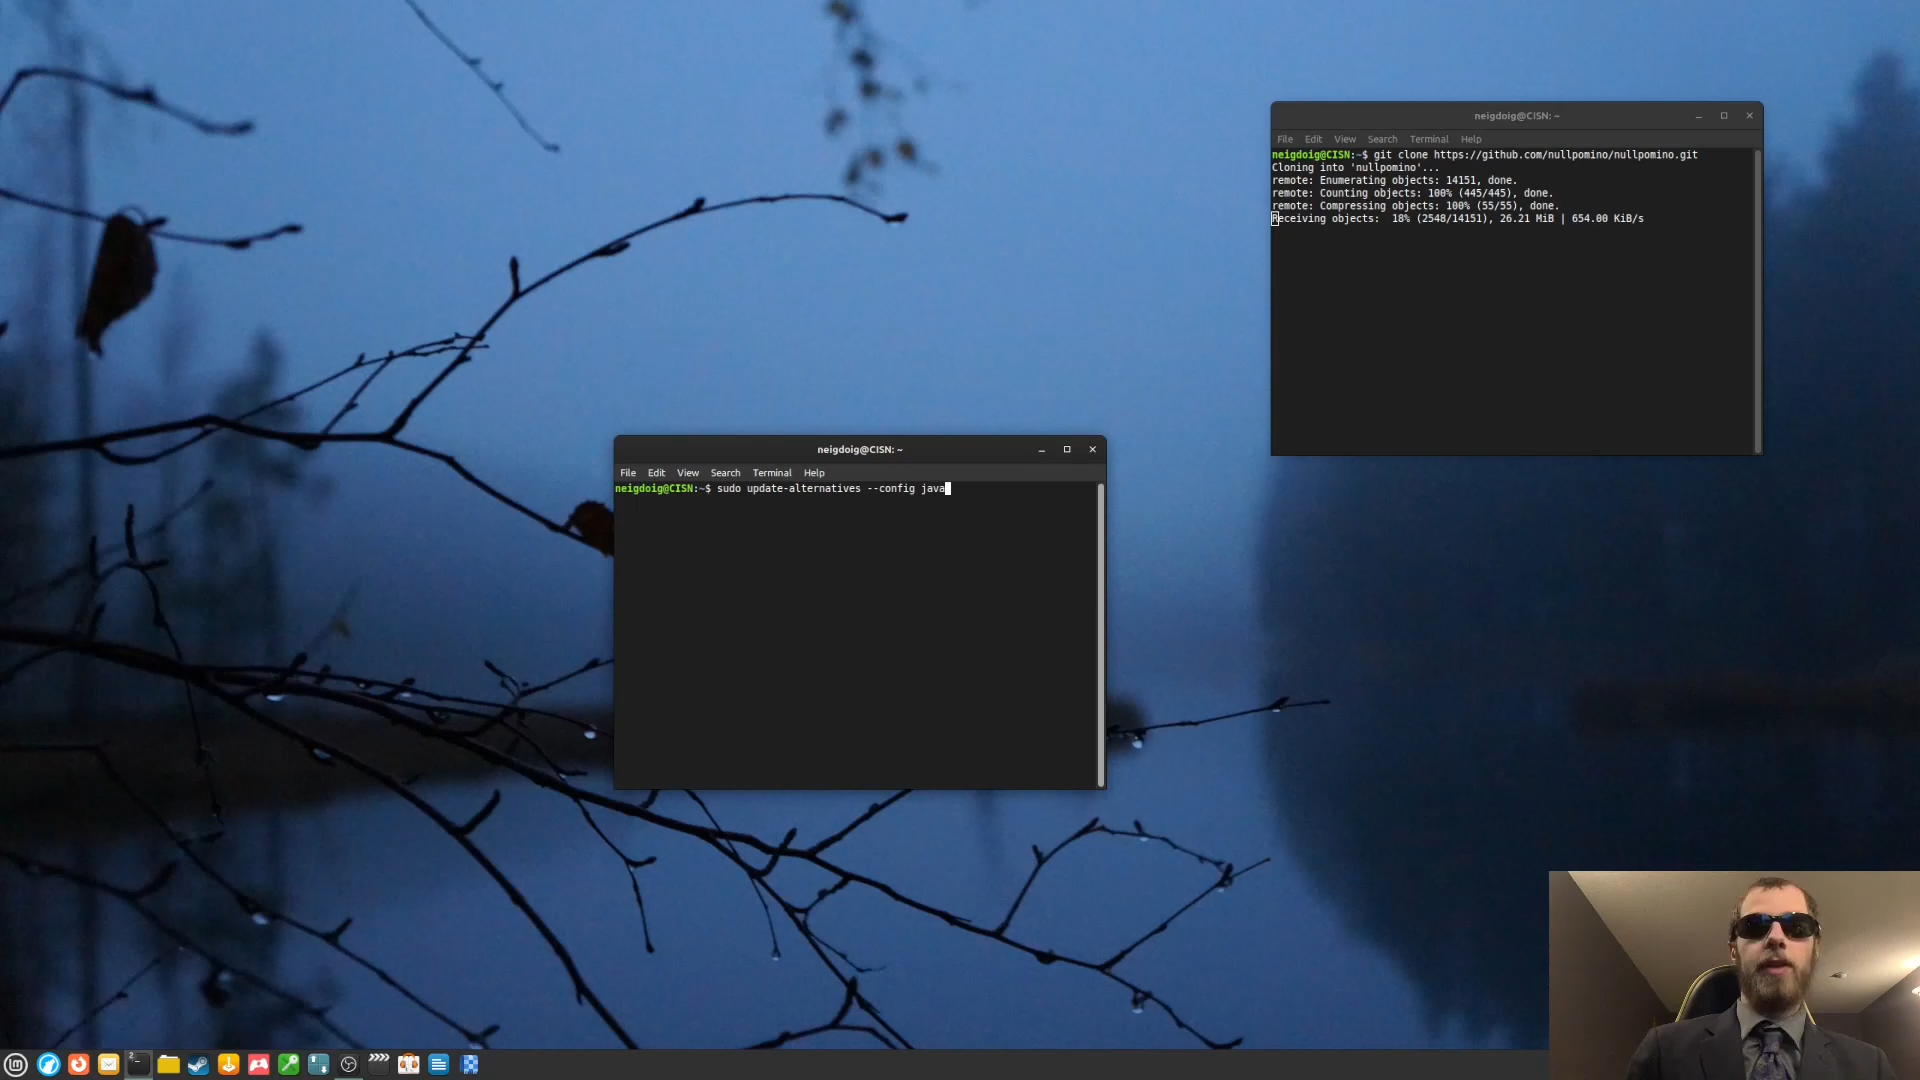 neigdoig@CISN: ~
File Edit View Search Terminal Help
neigdoig@CISN:~$ git clone https://github.com/nullpomino/nullpomino.git
Cloning into 'nullpomino'...
remote: Enumerating objects: 14151, done.
remote: Counting objects: 100% (445/445), done.
remote: Compressing objects: 100% (55/55), done.
Receiving objects:  18% (2548/14151), 26.21 MiB | 654.00 KiB/s
neigdoig@CISN: ~
File Edit View Search Terminal Help
neigdoig@CISN:~$ sudo update-alternatives --config java
2